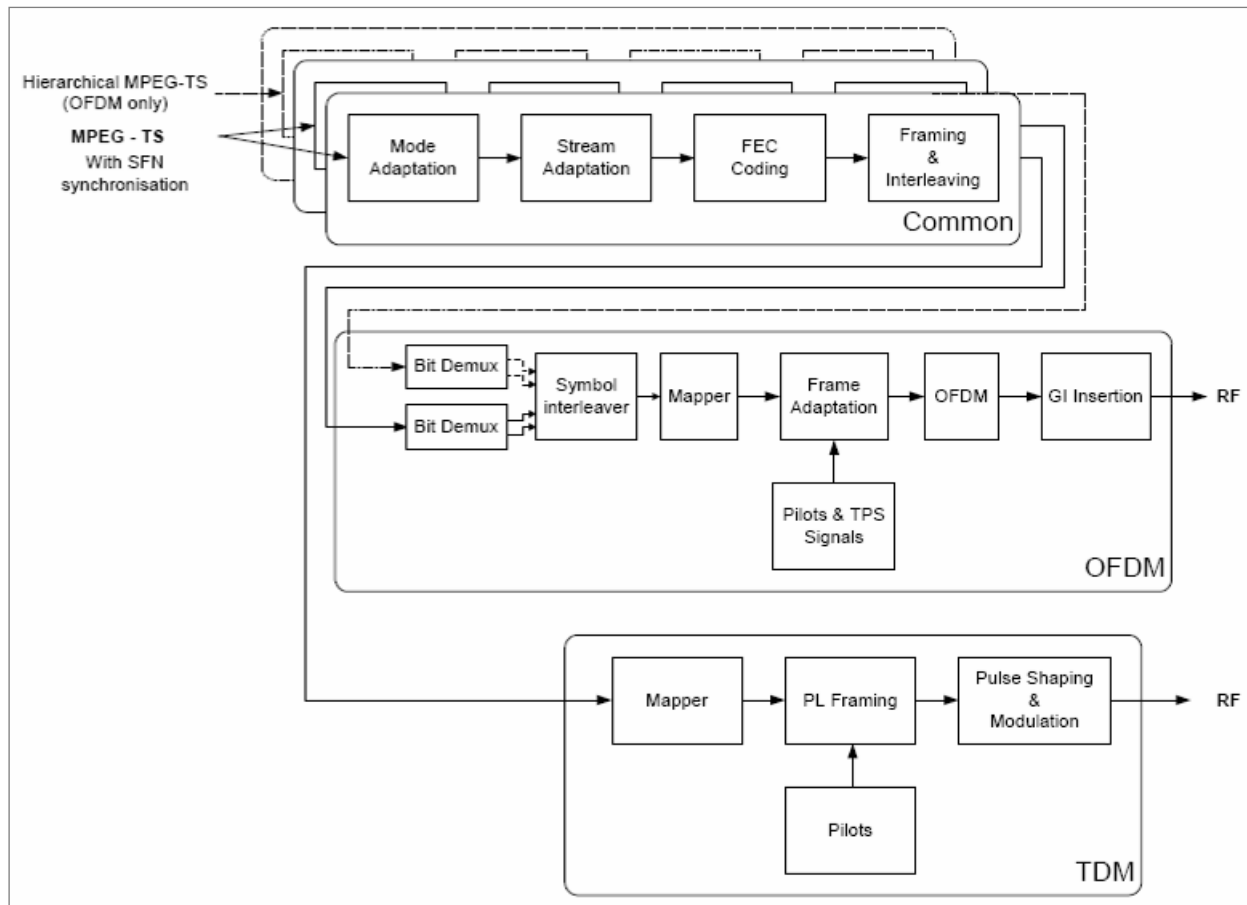 Hierarchical MPEG-TS
(OFDM only)
MPEG - TS
With SFN
synchronisation
Mode
Adaptation
Stream
Adaptation
FEC
Coding
Framing
&
Interleaving
Common
Bit Demux
Bit Demux
Symbol
interleaver
Mapper
Frame
Adaptation
OFDM
GI Insertion
RF
Pilots & TPS
Signals
OFDM
Mapper
PL Framing
Pulse Shaping
&
Modulation
RF
Pilots
TDM